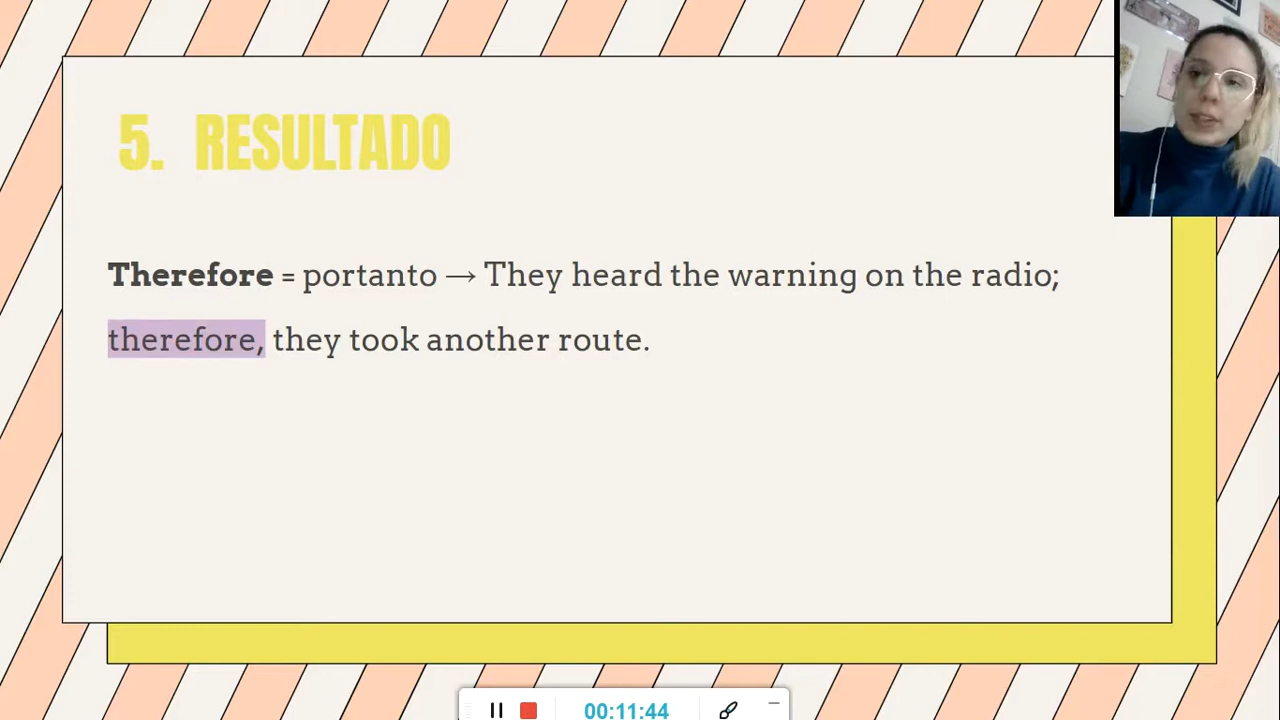 5. RESULTADO
Therefore = portanto → They heard the warning on the radio;
therefore, they took another route.
00:11:44